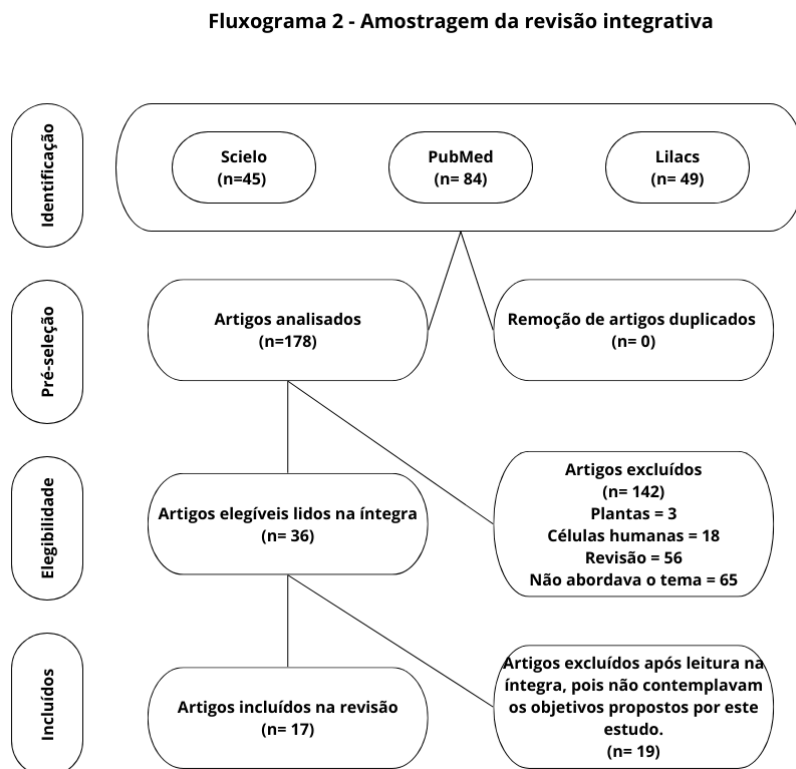 Fluxograma 2 - Amostragem da revisão integrativa
Identificação
Scielo
(n=45)
PubMed
(n= 84)
Lilacs
(n= 49)
Pré-seleção
Artigos analisados
(n=178)
Remoção de artigos duplicados
(n= 0)
Elegibilidade
Artigos elegíveis lidos na íntegra
(n= 36)
Artigos excluídos
(n= 142)
Plantas = 3
Células humanas = 18
Revisão = 56
Não abordava o tema = 65
Incluídos
Artigos incluídos na revisão
(n= 17)
Artigos excluídos após leitura na
íntegra, pois não contemplavam
os objetivos propostos por este
estudo.
(n= 19)